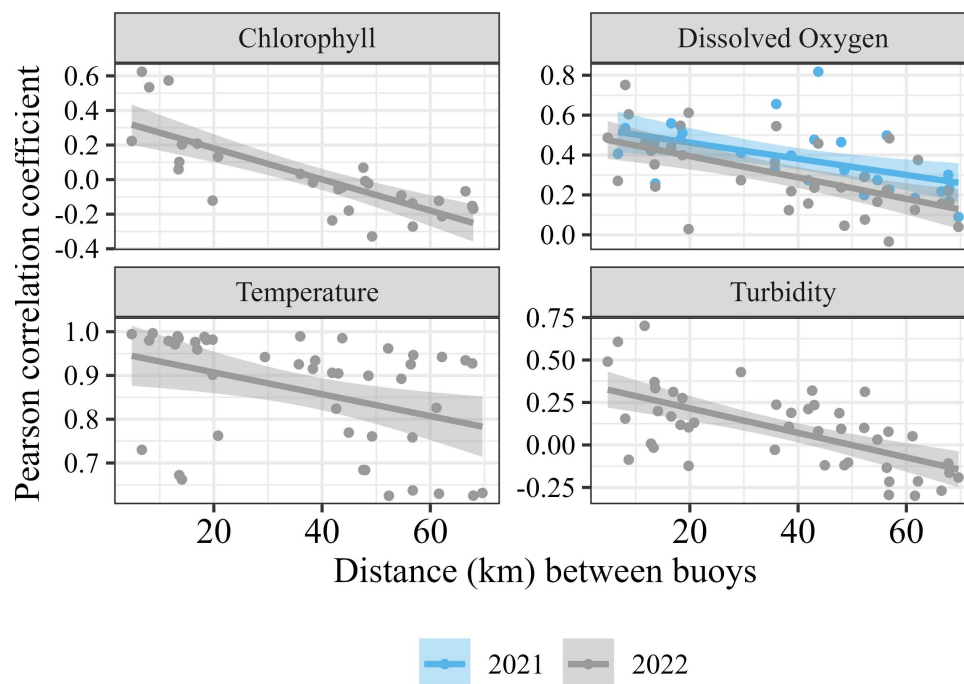 Chlorophyll
Dissolved Oxygen
Pearson correlation coefficient
0.6
0.4
0.2
0.0
-0.2
-0.4
0.8
0.6
0.4
0.2
0.0
Temperature
Turbidity
1.0
0.9
0.8
0.7
0.75
0.50
0.25
0.00
-0.25
20 40 60
20 40 60
Distance (km) between buoys
2021 2022